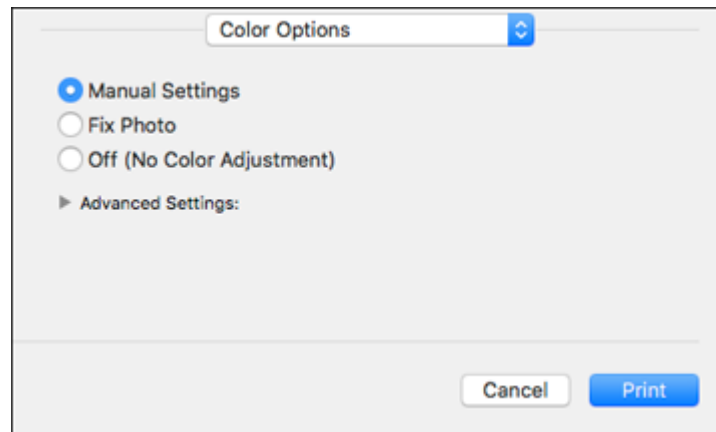 Color Options
Manual Settings
Fix Photo
Off (No Color Adjustment)
Advanced Settings:
Cancel Print